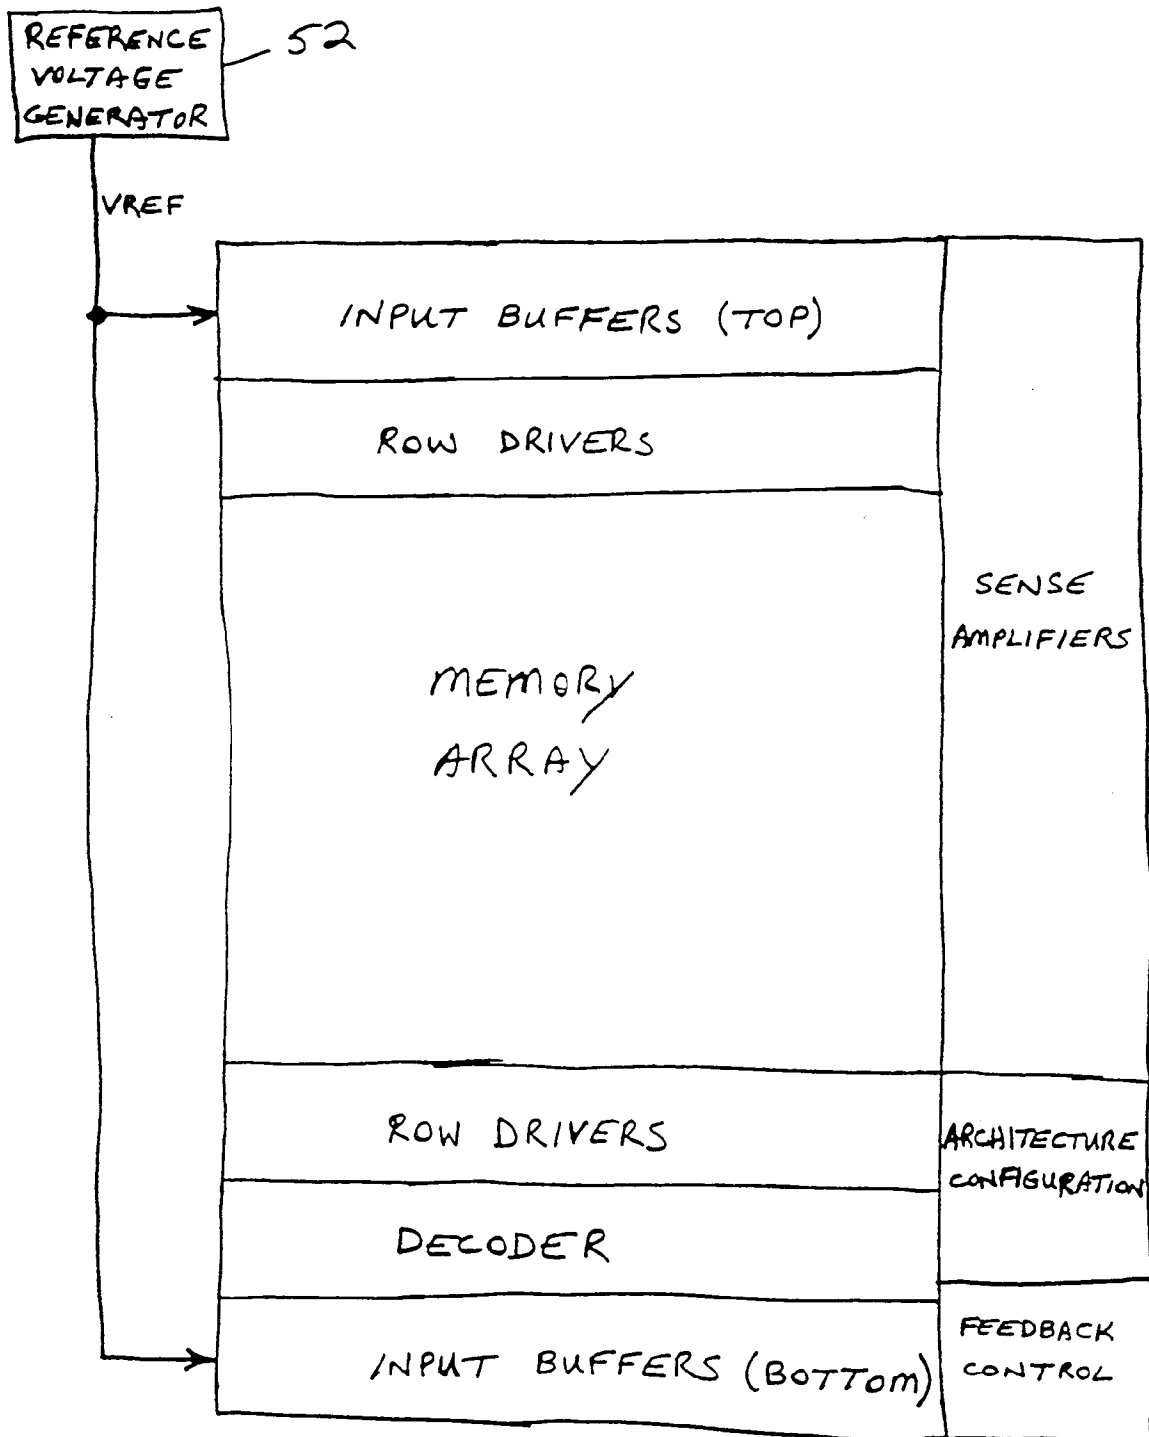 REFERENCE
VOLTAGE
GENERATOR
52
VREF
INPUT BUFFERS (TOP)
ROW DRIVERS
SENSE
AMPLIFIERS
MEMORY
ARRAY
ROW DRIVERS
ARCHITECTURE
CONFIGURATION
DECODER
FEEDBACK
CONTROL
INPUT BUFFERS (BOTTOM)